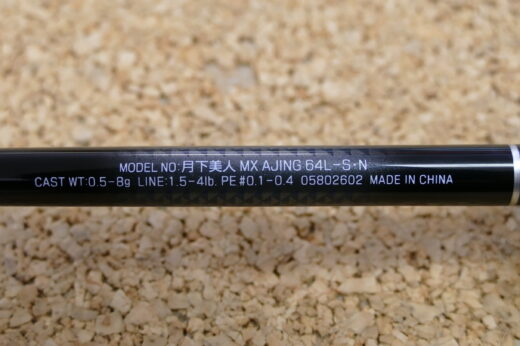 MODEL NO:月下美人 MX AJING 64L-S・N
CAST WT:0.5-8g LINE:1.5-4lb. PE#0.1-0.4 05802602 MADE IN CHINA